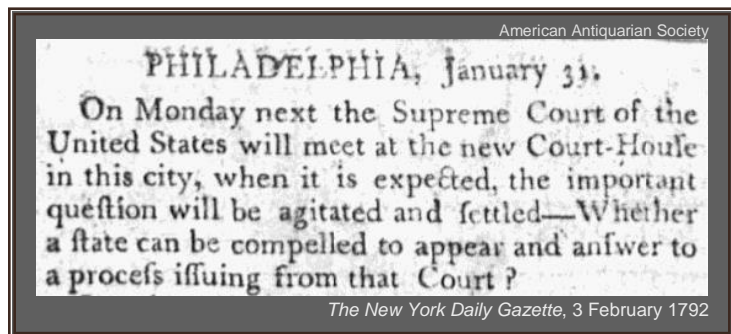 American Antiquarian Society
PHILADELPHIA, January 31.
On Monday next the Supreme Court of the
United States will meet at the new Court-Houſe
in this city, when it is expected, the important
queſtion will be agitated and ſettled—Whether
a ſtate can be compelled to appear and anſwer to
a proceſs iſſuing from that Court ?
The New York Daily Gazette, 3 February 1792